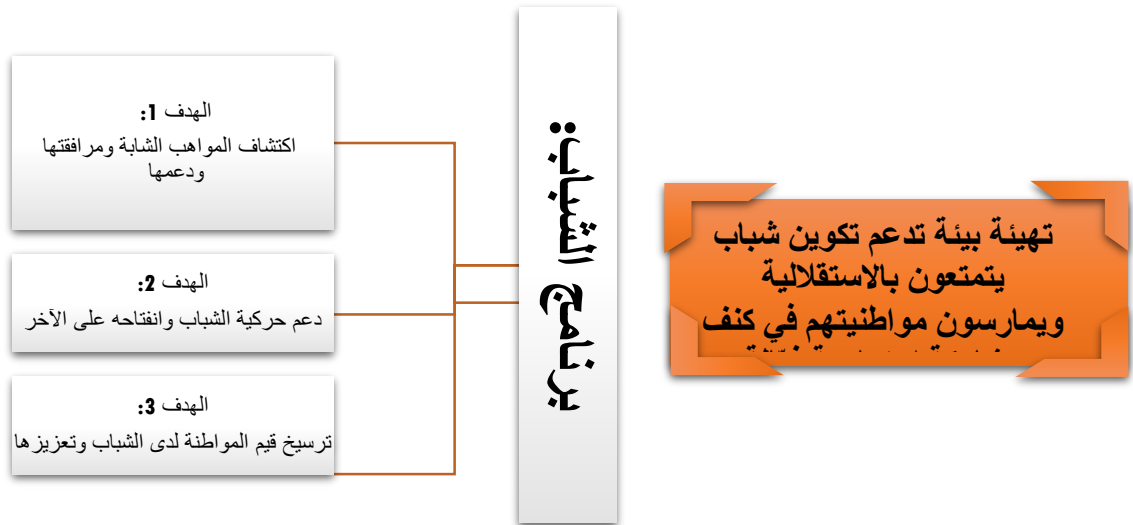 تهيئة بيئة تدعم تكوين شباب
يتمتعون بالاستقلالية
ويمارسون مواطنيتهم في كنف
برنامج الشباب:
الهدف 1:
اكتشاف المواهب الشابة ومرافقتها
ودعمها
الهدف 2:
دعم حركية الشباب وانفتاحه على الآخر
الهدف 3:
ترسيخ قيم المواطنة لدى الشباب وتعزيزها